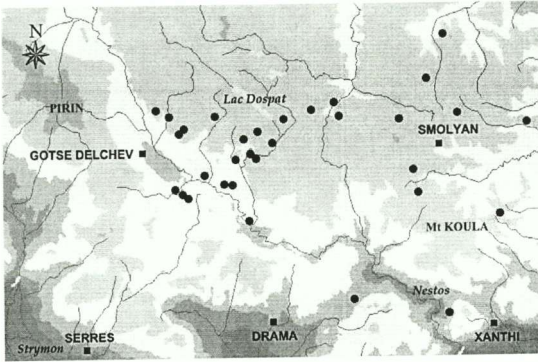 N
Lac Dospat
PIRIN
SMOLYAN
GOTSE DELCHEV
Mt KOULA
Nestos
SERRES
DRAMA
XANTHI
Strymon